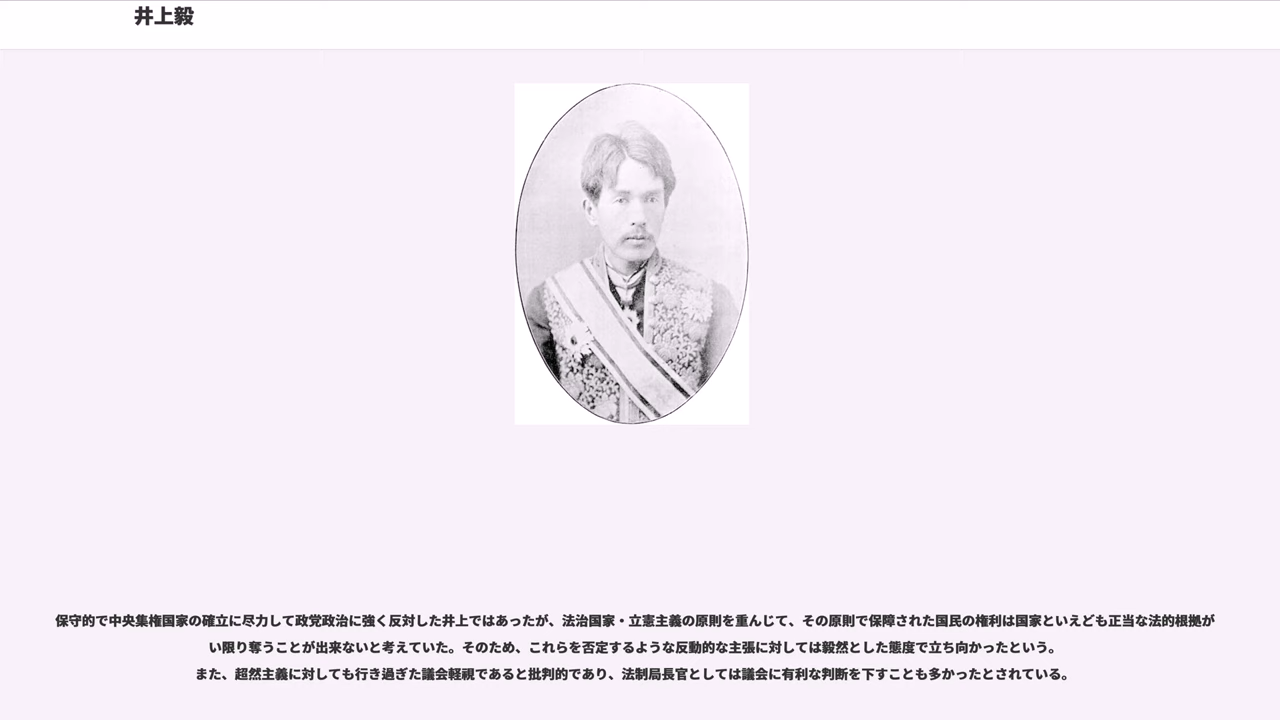 井上毅
保守的で中央集権国家の確立に尽力して政党政治に強く反対した井上ではあったが、法治国家・立憲主義の原則を重んじて、その原則で保障された国民の権利は国家といえども正当な法的根拠が
い限り奪うことが出来ないと考えていた。そのため、これらを否定するような反動的な主張に対しては毅然とした態度で立ち向かったという。
また、超然主義に対しても行き過ぎた議会軽視であると批判的であり、法制局長官としては議会に有利な判断を下すことも多かったとされている。